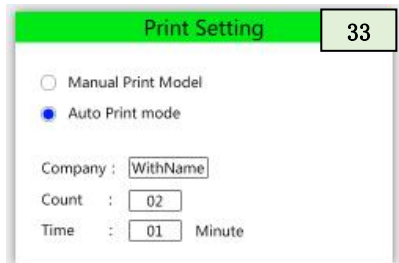 Print Setting
33
Manual Print Model
Auto Print mode
Company : WithName
Count : 02
Time : 01 Minute